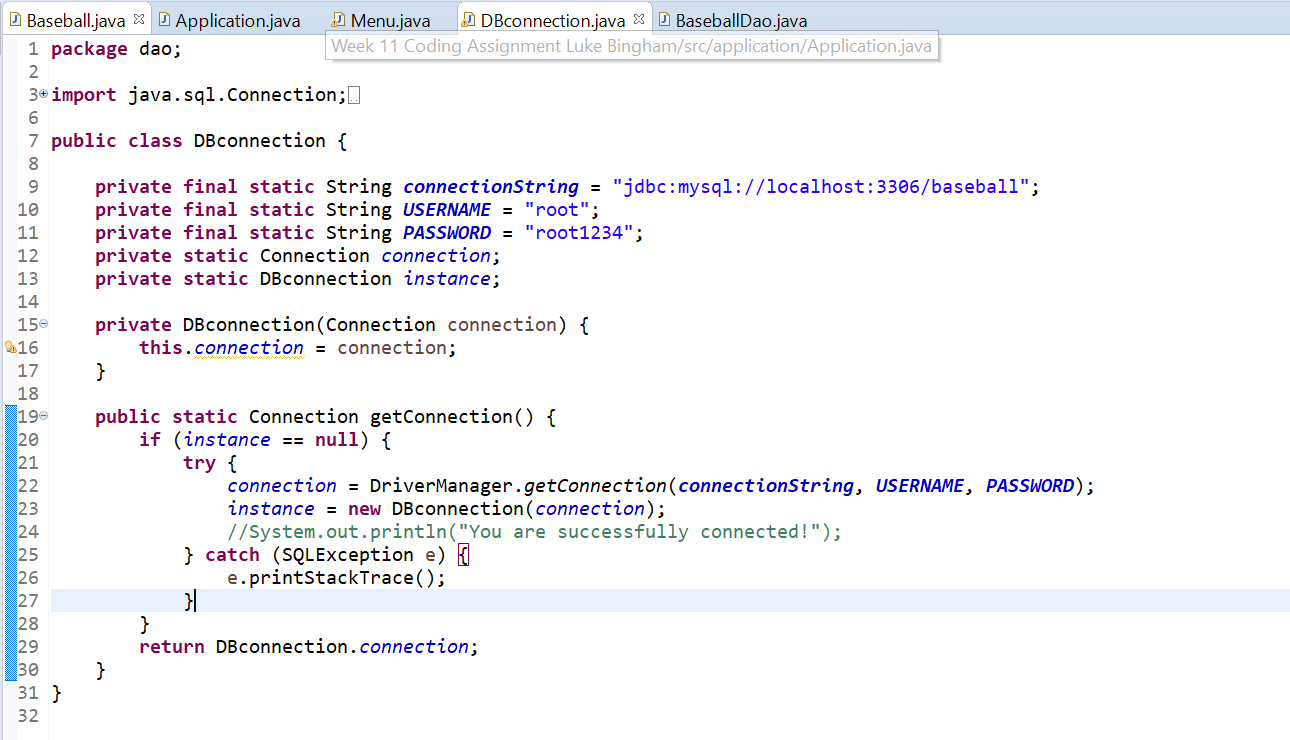 Baseball.java Application.java Menu.java DBconnection.java BaseballDao.java
Week 11 Coding Assignment Luke Bingham/src/application/Application.java
1 package dao;
2
3 import java.sql.Connection;
6
7 public class DBconnection {
8
9 private final static String connectionString = "jdbc:mysql://localhost:3306/baseball";
10 private final static String USERNAME = "root";
11 private final static String PASSWORD = "root1234";
12 private static Connection connection;
13 private static DBconnection instance;
14
15 private DBconnection(Connection connection) {
16 this.connection = connection;
17 }
18
19 public static Connection getConnection() {
20 if (instance == null) {
21 try {
22 connection = DriverManager.getConnection(connectionString, USERNAME, PASSWORD);
23 instance = new DBconnection(connection);
24 //System.out.println("You are successfully connected!");
25 } catch (SQLException e) {
26 e.printStackTrace();
27 }
28 }
29 return DBconnection.connection;
30 }
31 }
32